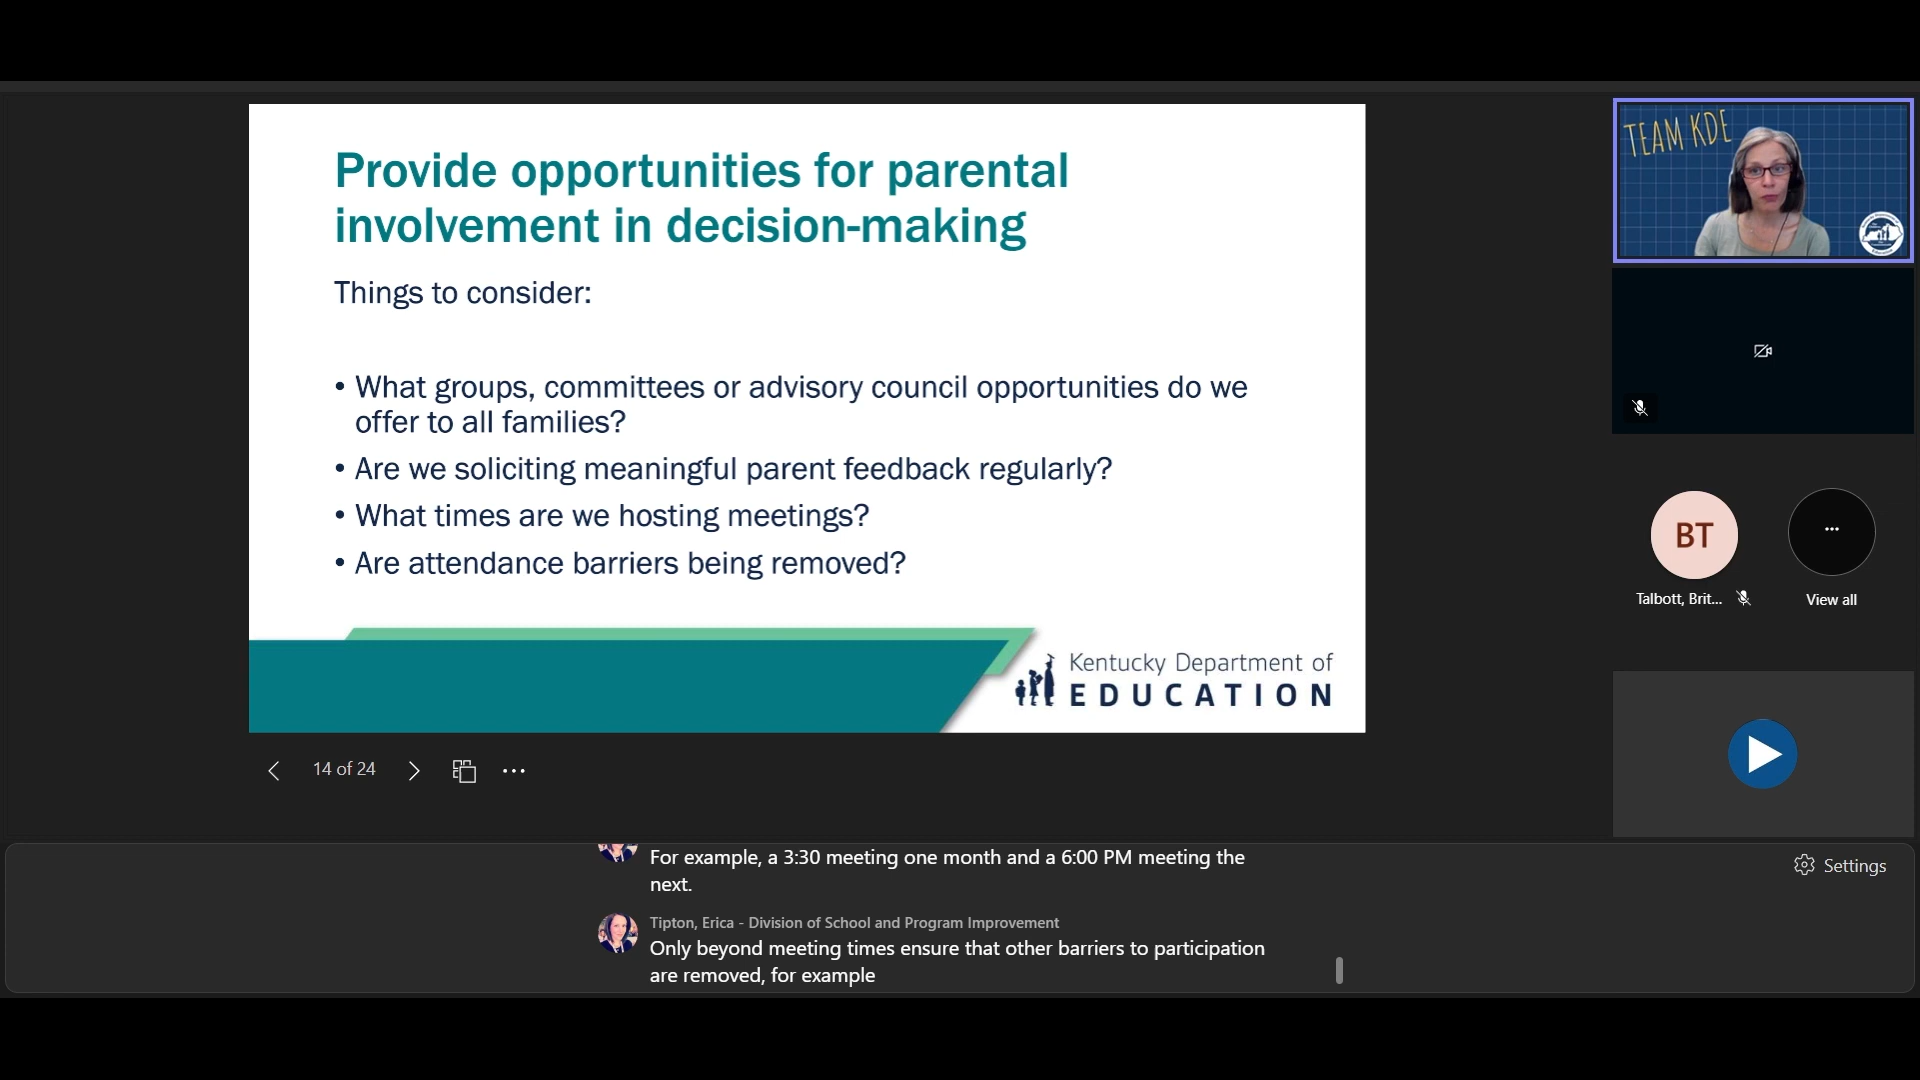 Provide opportunities for parental
involvement in decision-making
Things to consider:
• What groups, committees or advisory council opportunities do we
offer to all families?
• Are we soliciting meaningful parent feedback regularly?
• What times are we hosting meetings?
• Are attendance barriers being removed?
Kentucky Department of
EDUCATION
14 of 24
TEAM KDE
BT
Talbott, Brit...
View all
For example, a 3:30 meeting one month and a 6:00 PM meeting the
next.
Tipton, Erica - Division of School and Program Improvement
Only beyond meeting times ensure that other barriers to participation
are removed, for example
Settings